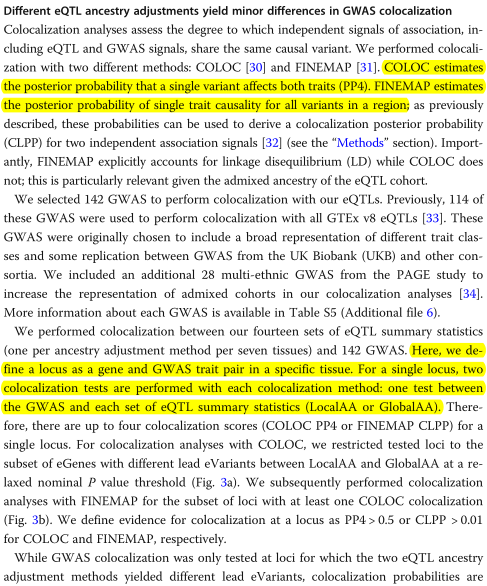 Different eQTL ancestry adjustments yield minor differences in GWAS colocalization
Colocalization analyses assess the degree to which independent signals of association, in-
cluding eQTL and GWAS signals, share the same causal variant. We performed colocali-
zation with two different methods: COLOC [30] and FINEMAP [31]. COLOC estimates
the posterior probability that a single variant affects both traits (PP4). FINEMAP estimates
the posterior probability of single trait causality for all variants in a region; as previously
described, these probabilities can be used to derive a colocalization posterior probability
(CLPP) for two independent association signals [32] (see the “Methods” section). Import-
antly, FINEMAP explicitly accounts for linkage disequilibrium (LD) while COLOC does
not; this is particularly relevant given the admixed ancestry of the eQTL cohort.
We selected 142 GWAS to perform colocalization with our eQTLs. Previously, 114 of
these GWAS were used to perform colocalization with all GTEx v8 eQTLs [33]. These
GWAS were originally chosen to include a broad representation of different trait clas-
ses and some replication between GWAS from the UK Biobank (UKB) and other con-
sortia. We included an additional 28 multi-ethnic GWAS from the PAGE study to
increase the representation of admixed cohorts in our colocalization analyses [34].
More information about each GWAS is available in Table S5 (Additional file 6).
We performed colocalization between our fourteen sets of eQTL summary statistics
(one per ancestry adjustment method per seven tissues) and 142 GWAS. Here, we de-
fine a locus as a gene and GWAS trait pair in a specific tissue. For a single locus, two
colocalization tests are performed with each colocalization method: one test between
the GWAS and each set of eQTL summary statistics (LocalAA or GlobalAA). There-
fore, there are up to four colocalization scores (COLOC PP4 or FINEMAP CLPP) for a
single locus. For colocalization analyses with COLOC, we restricted tested loci to the
subset of eGenes with different lead eVariants between LocalAA and GlobalAA at a re-
laxed nominal P value threshold (Fig. 3a). We subsequently performed colocalization
analyses with FINEMAP for the subset of loci with at least one COLOC colocalization
(Fig. 3b). We define evidence for colocalization at a locus as PP4 > 0.5 or CLPP > 0.01
for COLOC and FINEMAP, respectively.
While GWAS colocalization was only tested at loci for which the two eQTL ancestry
adjustment methods yielded different lead eVariants, colocalization probabilities are